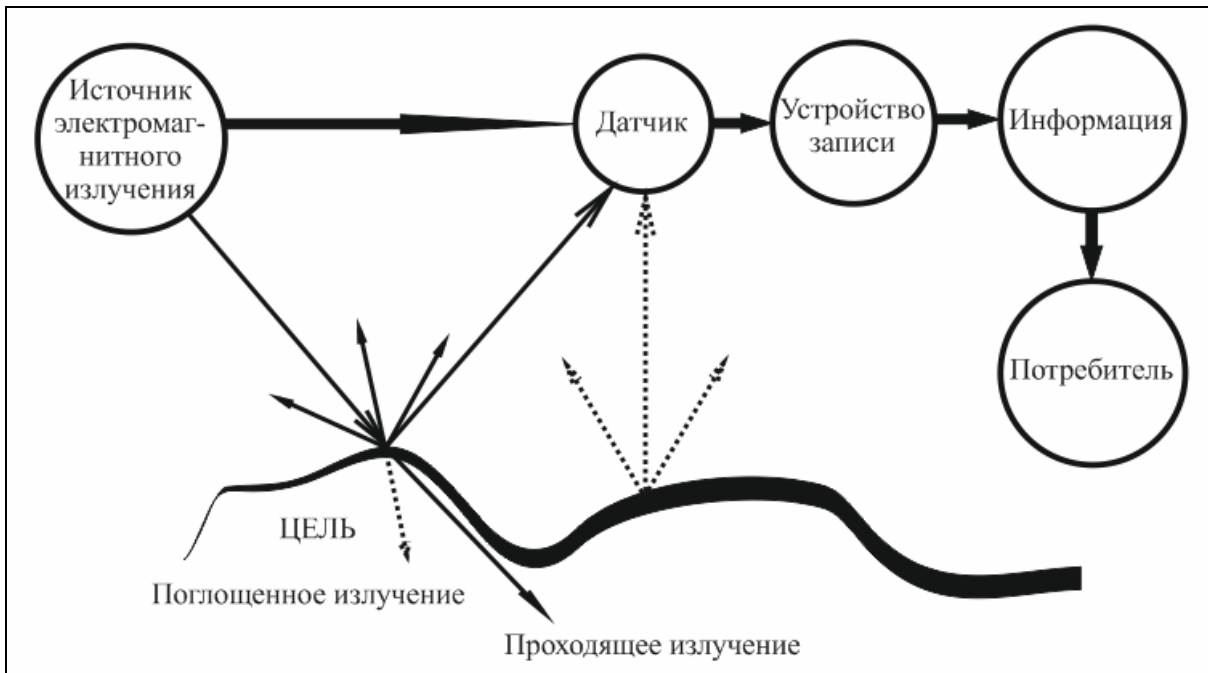 Источник
электромаг-
нитного
излучения
Датчик
Устройство
записи
Информация
Потребитель
ЦЕЛЬ
Поглощенное излучение
Проходящее излучение